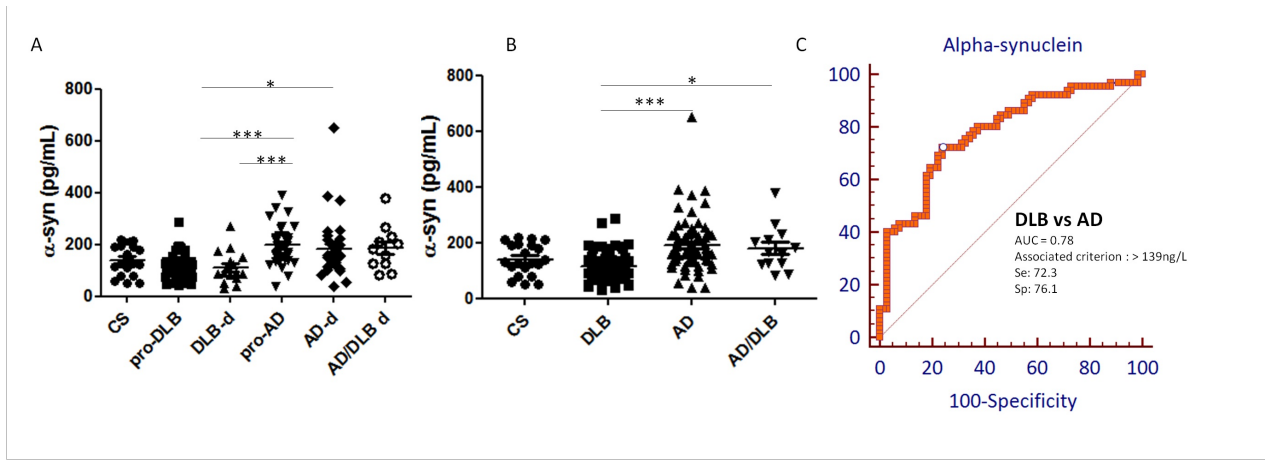 A
B
C
Alpha-synuclein
α-syn (pg/mL)
800
600
400
200
0
*
***
***
CS
pro-DLB
DLB-d
pro-AD
AD-d
AD/DLB d
α-syn (pg/mL)
800
600
400
200
0
*
***
CS
DLB
AD
AD/DLB
100
80
60
40
20
0
DLB vs AD
AUC = 0.78
Associated criterion : > 139ng/L
Se: 72.3
Sp: 76.1
0 20 40 60 80 100
100-Specificity